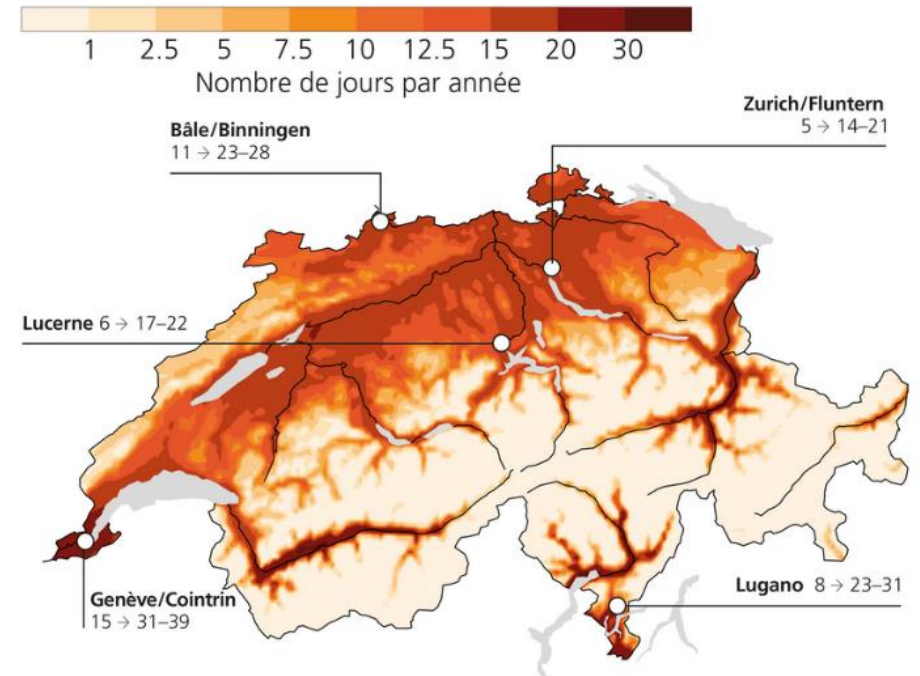 1 2.5 5 7.5 10 12.5 15 20 30
Nombre de jours par année
Zurich/Fluntern
5 → 14–21
Bâle/Binningen
11 → 23–28
Lucerne 6 → 17–22
Genève/Cointrin
15 → 31–39
Lugano 8 → 23–31